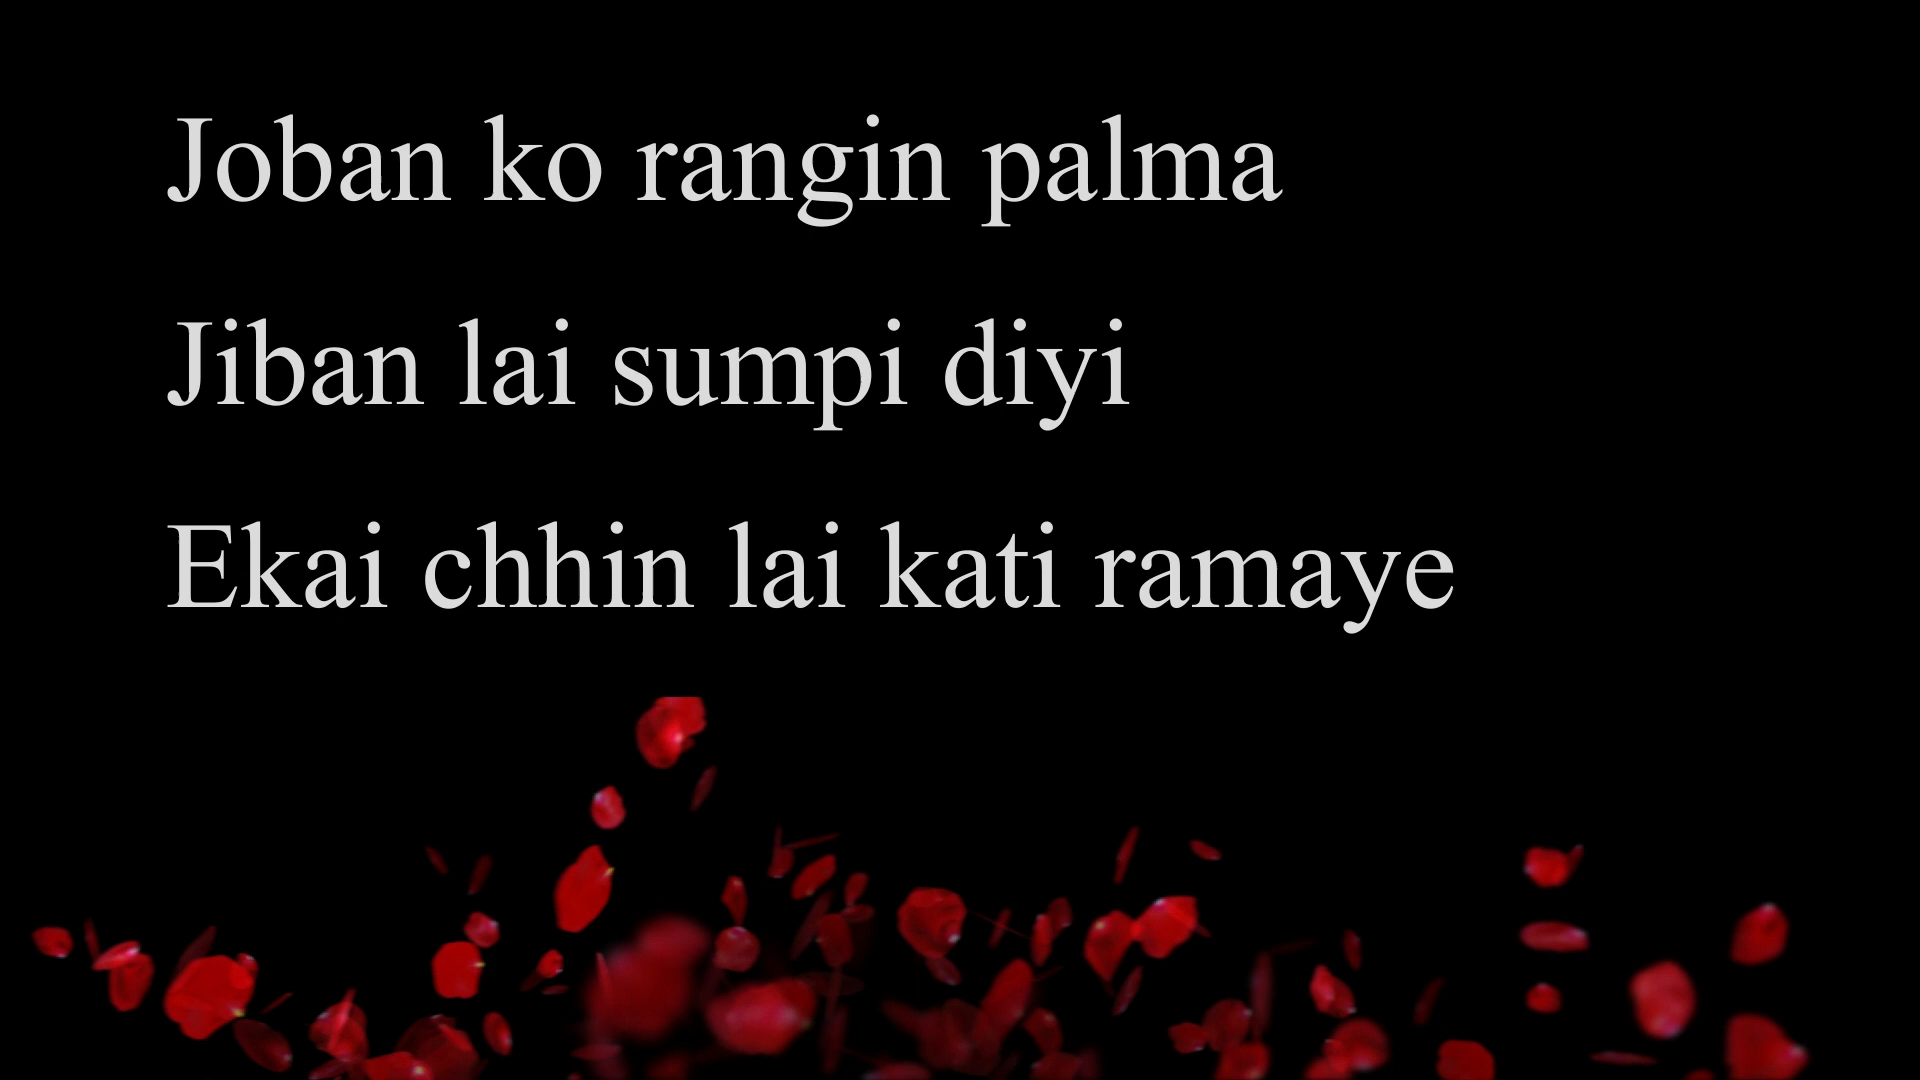 Joban ko rangin palma
Jiban lai sumpi diyi
Ekai chhin lai kati ramaye